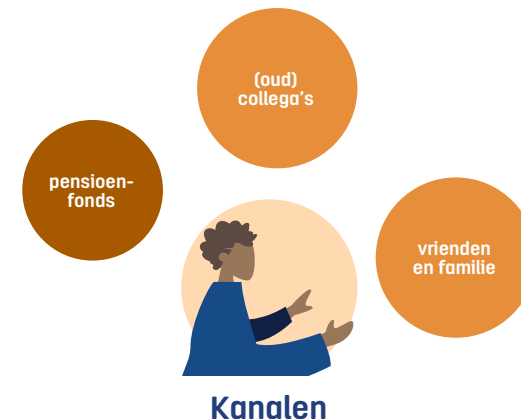 (oud)
collega's
pensioen-
fonds
vrienden
en familie
Kanalen